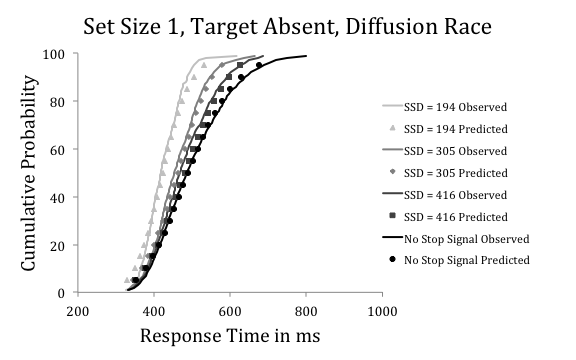 Set Size 1, Target Absent, Diffusion Race
Cumulative Probability
100
80
60
40
20
0
200
400
600
800
1000
Response Time in ms
SSD = 194 Observed
SSD = 194 Predicted
SSD = 305 Observed
SSD = 305 Predicted
SSD = 416 Observed
SSD = 416 Predicted
No Stop Signal Observed
No Stop Signal Predicted